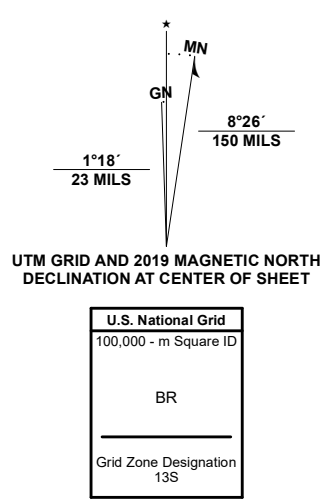 ★
MN
GN
8°26´
150 MILS
1°18´
23 MILS
UTM GRID AND 2019 MAGNETIC NORTH
DECLINATION AT CENTER OF SHEET
U.S. National Grid
100,000 - m Square ID
BR
Grid Zone Designation
13S